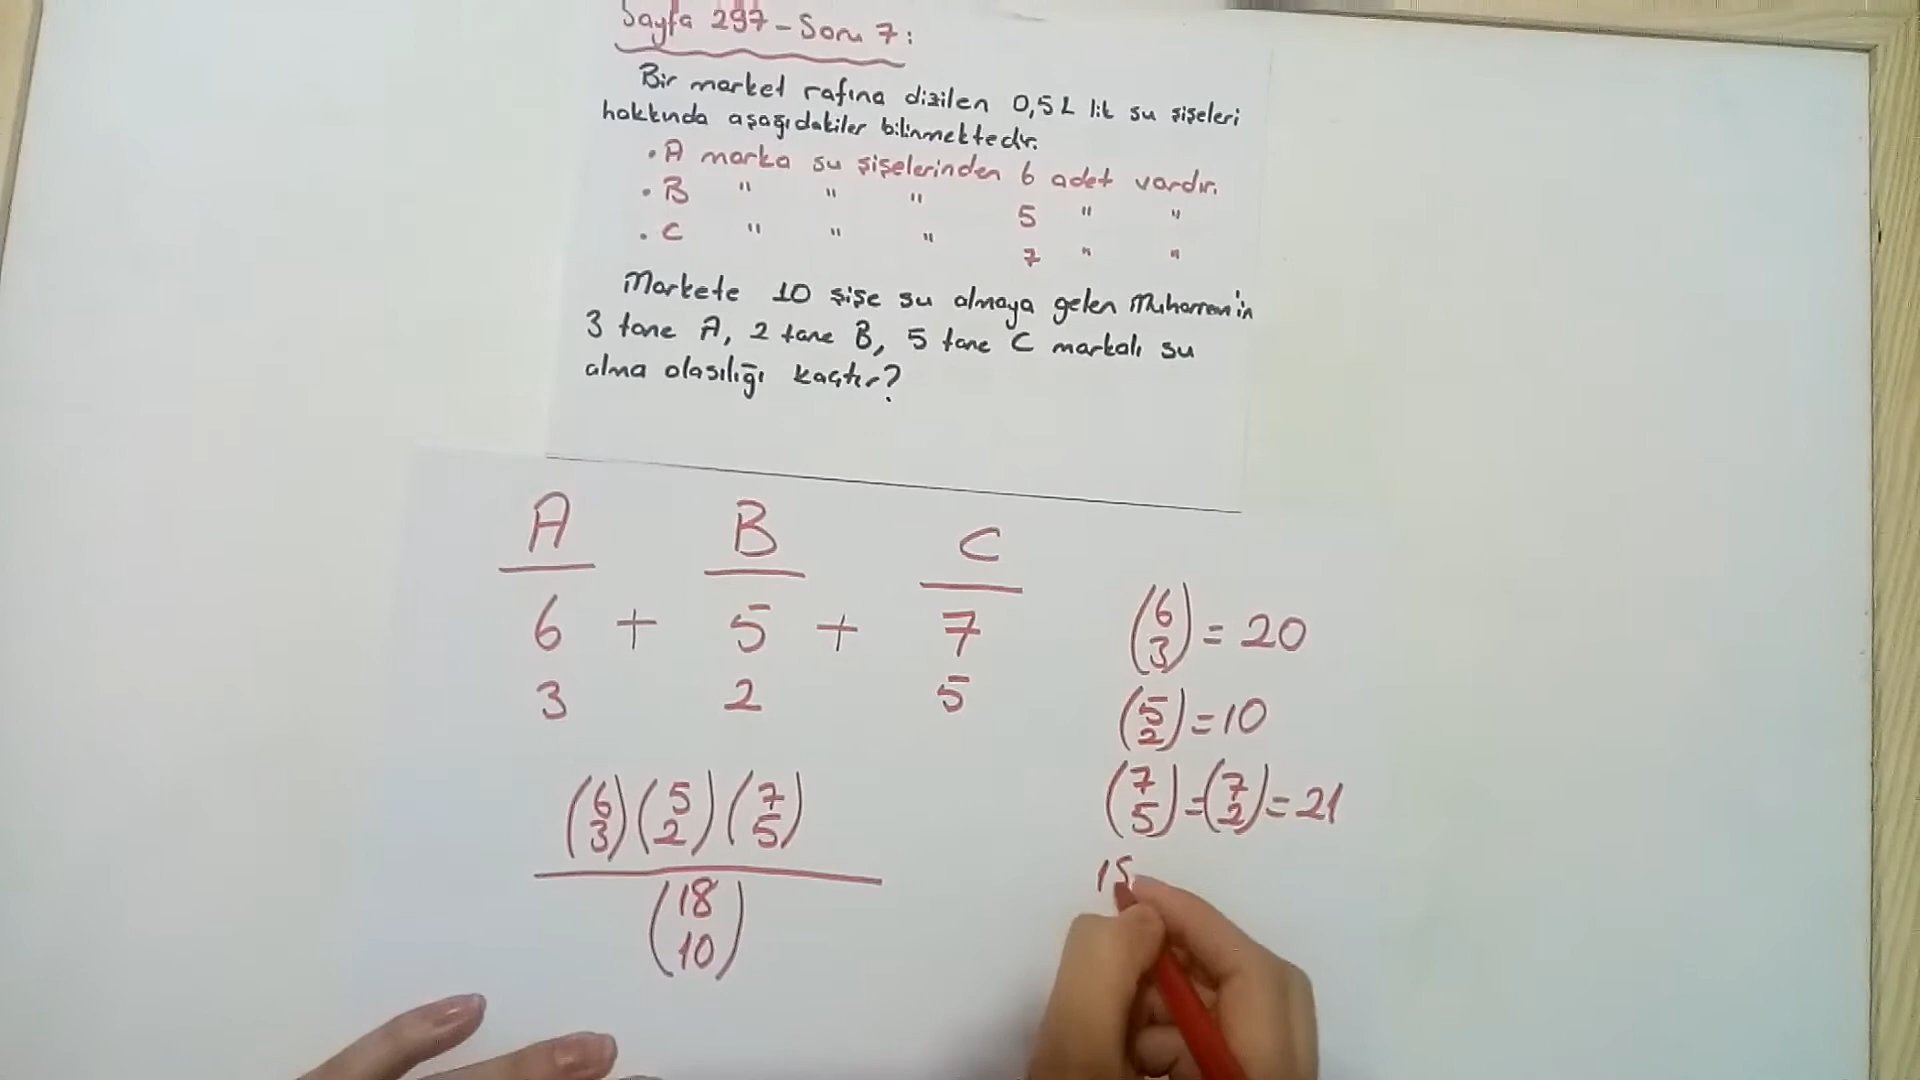 Sayfa 297 - Soru 7:
Bir market rafına dizilen 0,5 L lik su şişeleri
hakkında aşağıdakiler bilinmektedir.
• A marka su şişelerinden 6 adet vardır.
• B " " " 5 " "
• C " " " 7 " "
Markete 10 şişe su almaya gelen Muharrem'in
3 tane A, 2 tane B, 5 tane C markalı su
alma olasılığı kaçtır?
A B C
6 + 5 + 7
3 2 5
(6 3) = 20
(5 2) = 10
(7 5) = (7 2) = 21
(6 3) (5 2) (7 5)
(18 10)